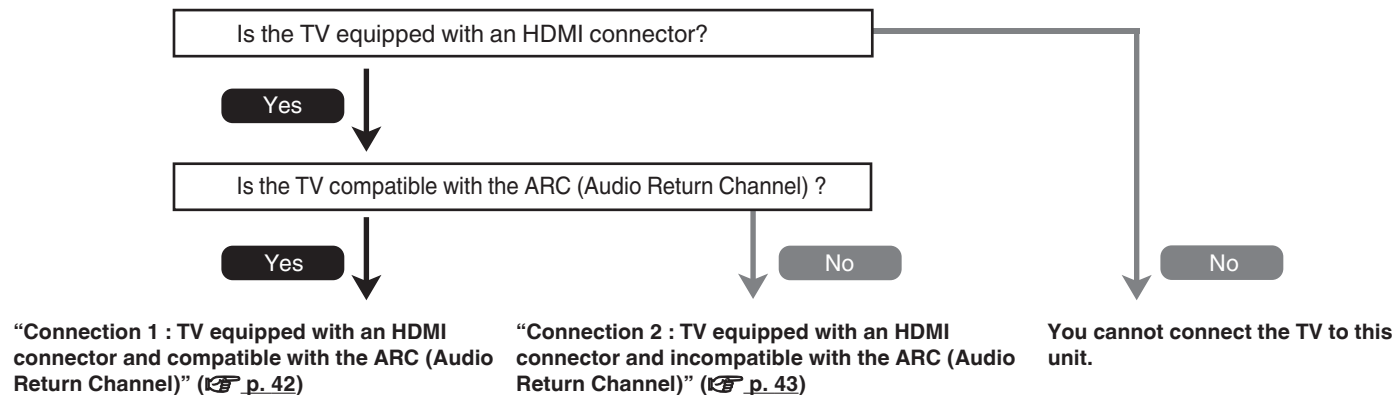 Is the TV equipped with an HDMI connector?
Yes
Is the TV compatible with the ARC (Audio Return Channel) ?
Yes
No
No
“Connection 1 : TV equipped with an HDMI
connector and compatible with the ARC (Audio
Return Channel)” (☞ p. 42)
“Connection 2 : TV equipped with an HDMI
connector and incompatible with the ARC (Audio
Return Channel)” (☞ p. 43)
You cannot connect the TV to this
unit.